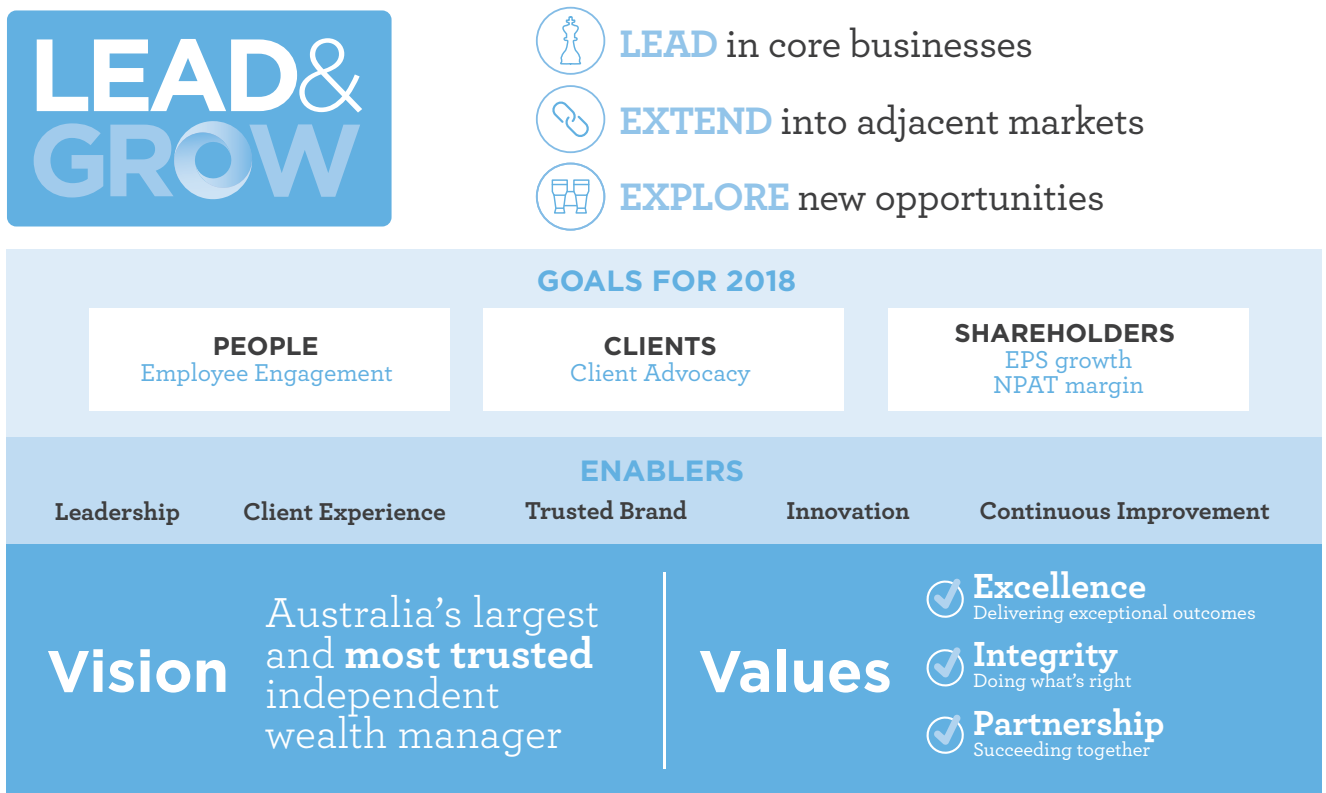 LEAD&
GROW
LEAD in core businesses
EXTEND into adjacent markets
EXPLORE new opportunities
GOALS FOR 2018
PEOPLE
Employee Engagement
CLIENTS
Client Advocacy
SHAREHOLDERS
EPS growth
NPAT margin
ENABLERS
Leadership
Client Experience
Trusted Brand
Innovation
Continuous Improvement
Vision
Australia’s largest
and most trusted
independent
wealth manager
Values
Excellence
Delivering exceptional outcomes
Integrity
Doing what’s right
Partnership
Succeeding together